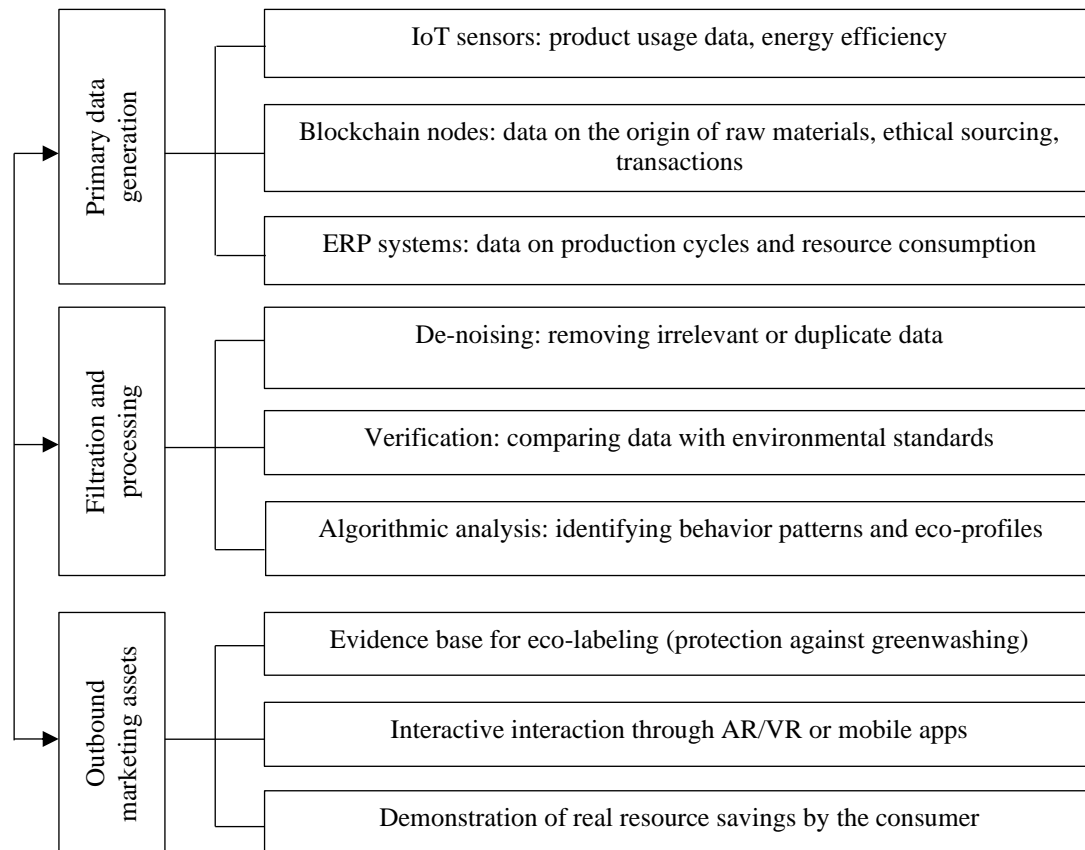 Primary data
generation
IoT sensors: product usage data, energy efficiency
Blockchain nodes: data on the origin of raw materials, ethical sourcing,
transactions
ERP systems: data on production cycles and resource consumption
Filtration and
processing
De-noising: removing irrelevant or duplicate data
Verification: comparing data with environmental standards
Algorithmic analysis: identifying behavior patterns and eco-profiles
Outbound
marketing assets
Evidence base for eco-labeling (protection against greenwashing)
Interactive interaction through AR/VR or mobile apps
Demonstration of real resource savings by the consumer